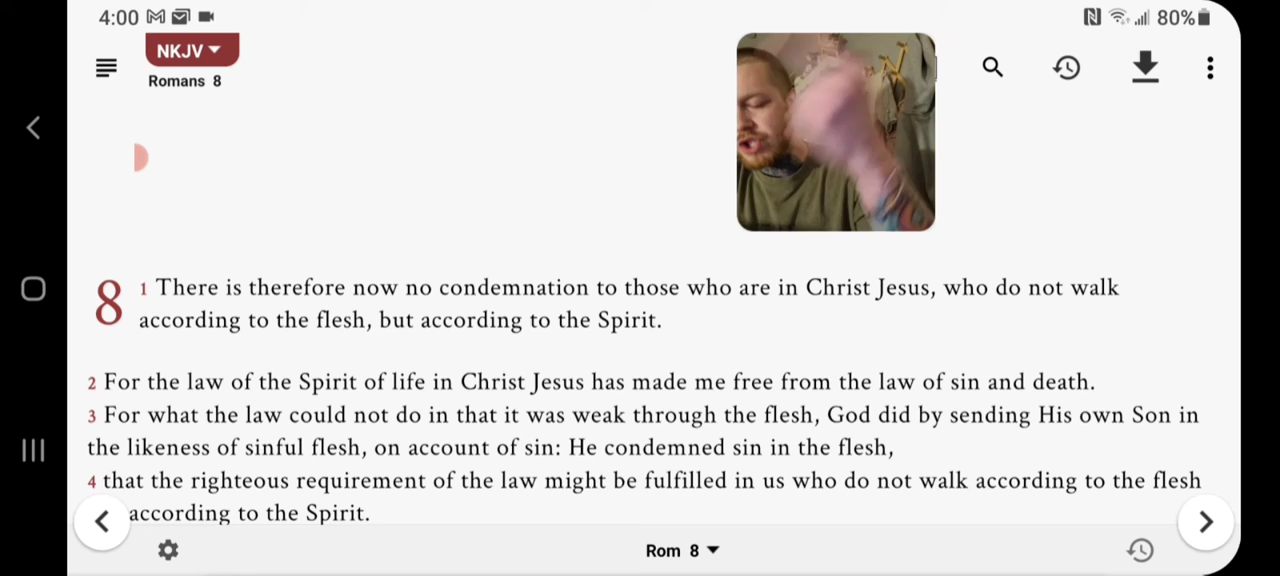 4:00 80%
NKJV
Romans 8
8 1 There is therefore now no condemnation to those who are in Christ Jesus, who do not walk
according to the flesh, but according to the Spirit.
2 For the law of the Spirit of life in Christ Jesus has made me free from the law of sin and death.
3 For what the law could not do in that it was weak through the flesh, God did by sending His own Son in
the likeness of sinful flesh, on account of sin: He condemned sin in the flesh,
4 that the righteous requirement of the law might be fulfilled in us who do not walk according to the flesh
according to the Spirit.
Rom 8